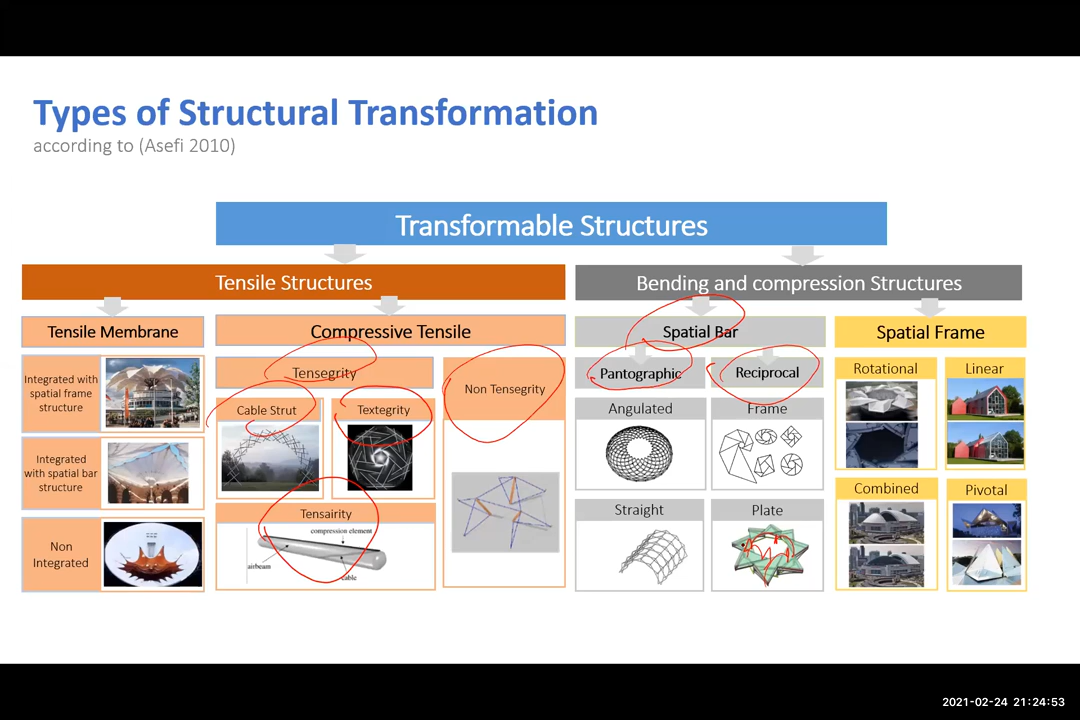 Types of Structural Transformation
according to (Asefi 2010)
Transformable Structures
Tensile Structures
Bending and compression Structures
Tensile Membrane
Compressive Tensile
Spatial Bar
Spatial Frame
Integrated with
spatial frame
structure
Integrated
with spatial bar
structure
Non
Integrated
Tensegrity
Cable Strut
Textegrity
Tensairity
compression element
airbeam
cable
Non Tensegrity
Pantographic
Reciprocal
Angulated
Frame
Straight
Plate
Rotational
Linear
Combined
Pivotal
2021-02-24 21:24:53